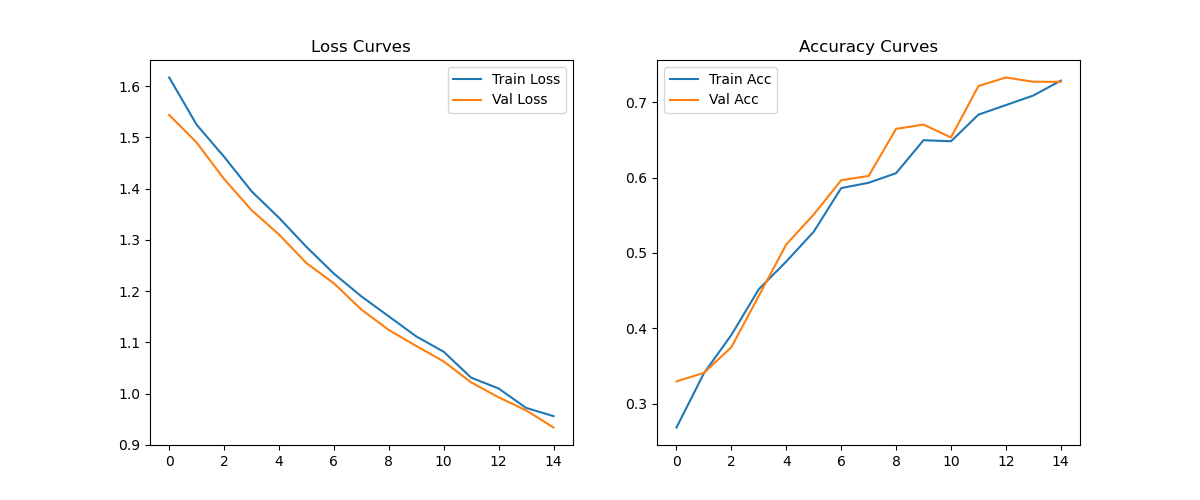 Loss Curves
1.6
1.5
1.4
1.3
1.2
1.1
1.0
0.9
0 2 4 6 8 10 12 14
Train Loss
Val Loss
Accuracy Curves
0.7
0.6
0.5
0.4
0.3
0 2 4 6 8 10 12 14
Train Acc
Val Acc